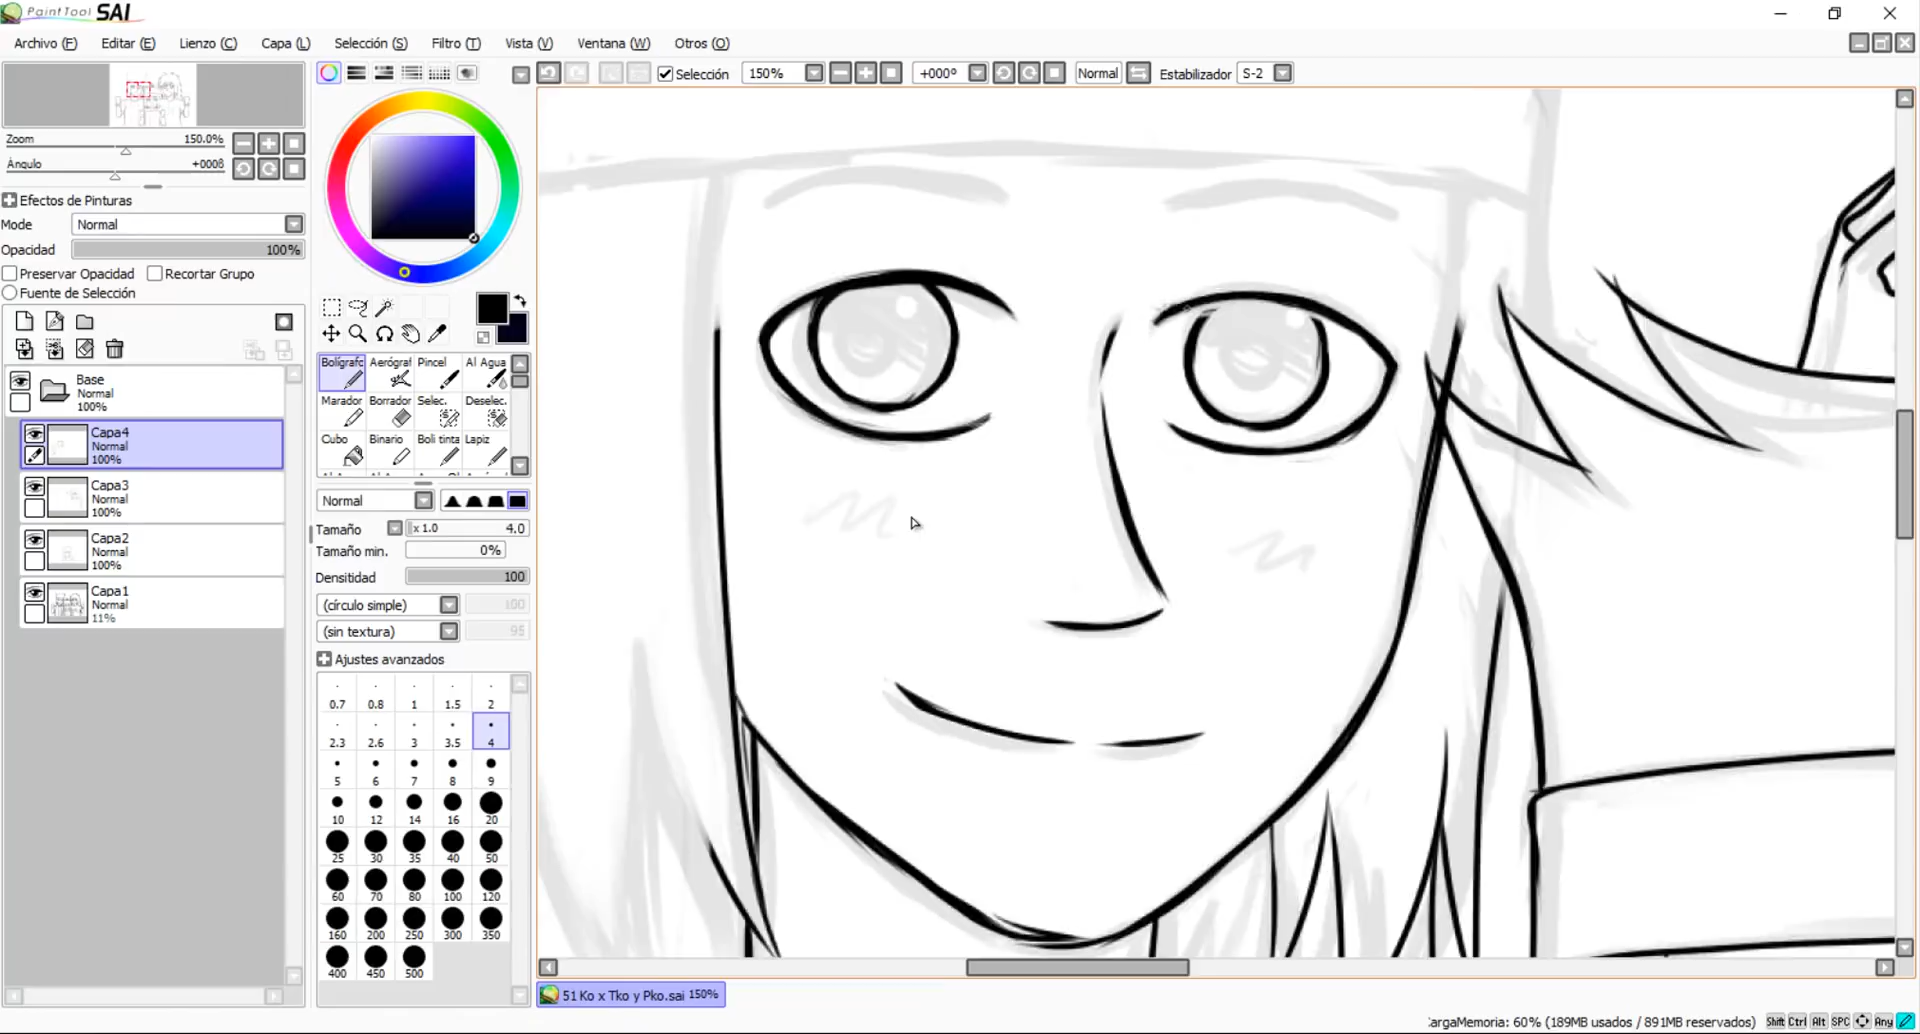 PaintTool SAI
Archivo (F) Editar (E) Lienzo (C) Capa (L) Selección (S) Filtro (T) Vista (V) Ventana (W) Otros (O)
Selección 150% +000º Normal Estabilizador S-2
Zoom 150.0%
Ángulo +0008
Efectos de Pinturas
Mode Normal
Opacidad 100%
Preservar Opacidad Recortar Grupo
Fuente de Selección
Base
Normal
100%
Capa4
Normal
100%
Capa3
Normal
100%
Capa2
Normal
100%
Capa1
Normal
11%
Bolígrafo Aerógraf Pincel Al Agua
Marador Borrador Selec. Deselec.
Cubo Binario Boli tinta Lapiz
Normal
Tamaño x 1.0 4.0
Tamaño min. 0%
Densitidad 100
(círculo simple) 100
(sin textura) 95
Ajustes avanzados
0.7 0.8 1 1.5 2
2.3 2.6 3 3.5 4
5 6 7 8 9
10 12 14 16 20
25 30 35 40 50
60 70 80 100 120
160 200 250 300 350
400 450 500
51 Ko x Tko y Pko.sai 150%
argaMemoria: 60% (189MB usados / 891MB reservados) Shift Ctrl Alt SPC Any